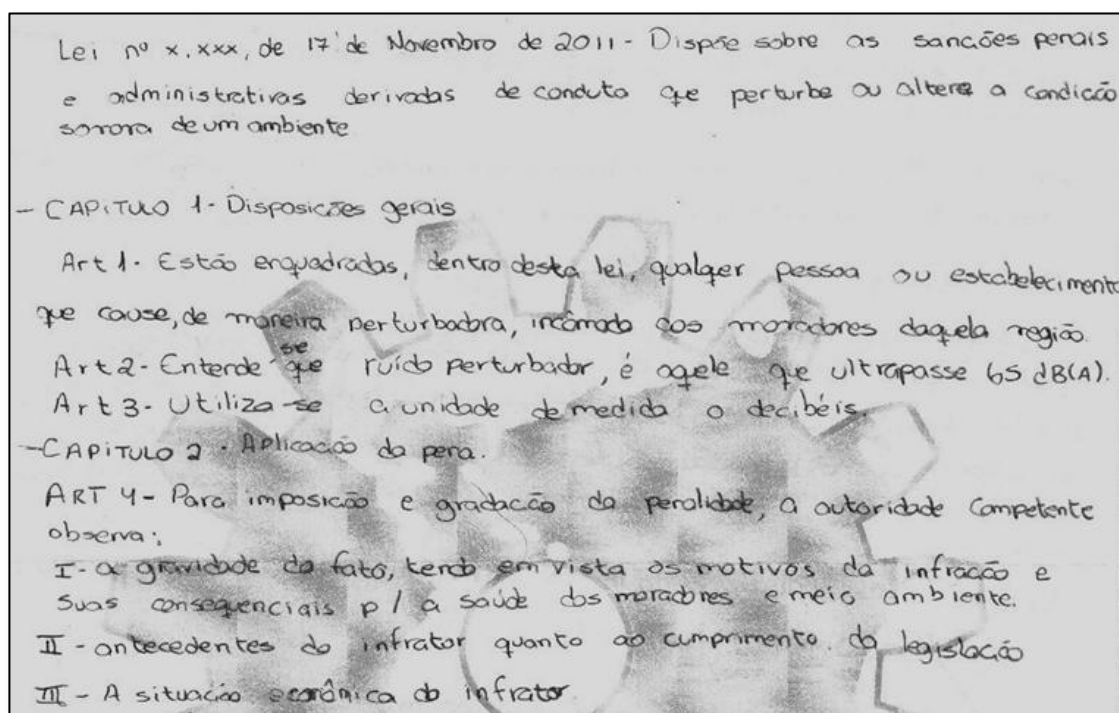 Lei nº x.xxx, de 17 de Novembro de 2011 - Dispõe sobre as sanções penais
e administrativas derivadas de conduta que perturbe ou altere a condição
sonora de um ambiente
- CAPÍTULO 1 - Disposições gerais
Art 1 - Estão enquadradas, dentro desta lei, qualqer pessoa ou estabelecimento
que cause, de maneira perturbadora, incômodo aos moradores daquela região.
Art 2 - Entende se que ruído perturbador, é aquele que ultrapasse 65 dB(A).
Art 3 - Utiliza-se a unidade de medida o decibéis.
- CAPÍTULO 2 - Aplicação da pena.
ART 4 - Para imposição e gradação da penalidade, a autoridade competente
observa:
I - a gravidade do fato, tendo em vista os motivos da infração e
suas consequenciais p/ a saúde dos moradores e meio ambiente.
II - antecedentes do infrator quanto ao cumprimento da legislação
III - A situação econômica do infrator.